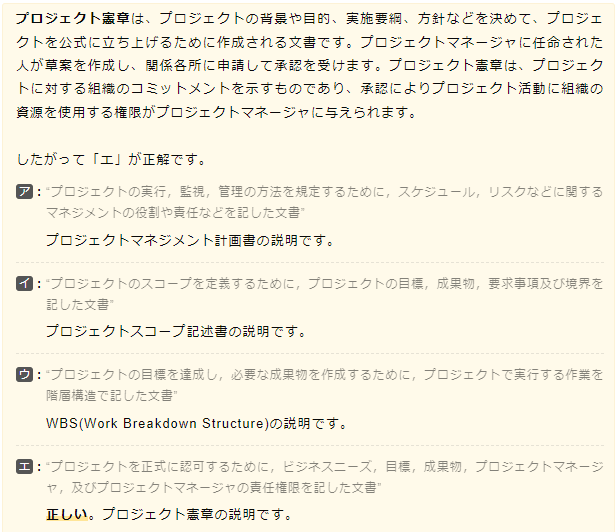 プロジェクト憲章は、プロジェクトの背景や目的、実施要綱、方針などを決めて、プロジェ
クトを公式に立ち上げるために作成される文書です。プロジェクトマネージャに任命された
人が草案を作成し、関係各所に申請して承認を受けます。プロジェクト憲章は、プロジェク
トに対する組織のコミットメントを示すものであり、承認によりプロジェクト活動に組織の
資源を使用する権限がプロジェクトマネージャに与えられます。
したがって「エ」が正解です。
ア：“プロジェクトの実行，監視，管理の方法を規定するために，スケジュール，リスクなどに関する
マネジメントの役割や責任などを記した文書”
プロジェクトマネジメント計画書の説明です。
イ：“プロジェクトのスコープを定義するために，プロジェクトの目標，成果物，要求事項及び境界を
記した文書”
プロジェクトスコープ記述書の説明です。
ウ：“プロジェクトの目標を達成し，必要な成果物を作成するために，プロジェクトで実行する作業を
階層構造で記した文書”
WBS(Work Breakdown Structure)の説明です。
エ：“プロジェクトを正式に認可するために，ビジネスニーズ，目標，成果物，プロジェクトマネージ
ャ，及びプロジェクトマネージャの責任権限を記した文書”
正しい。プロジェクト憲章の説明です。